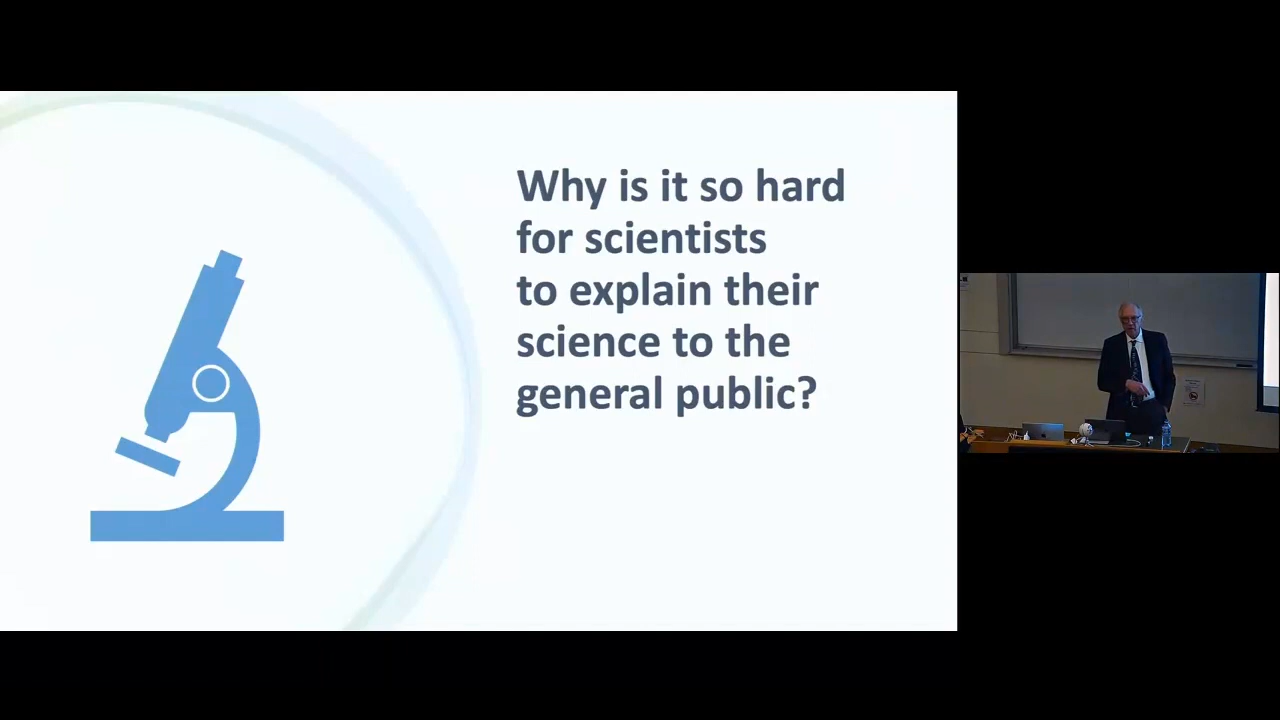 Why is it so hard
for scientists
to explain their
science to the
general public?